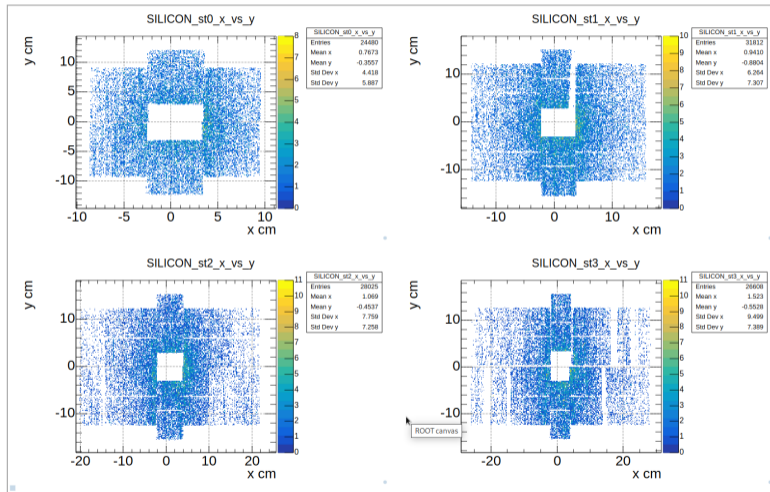 SILICON_st0_x_vs_y
y cm
10
5
0
-5
-10
-10 -5 0 5 10
x cm
8
7
6
5
4
3
2
1
0
SILICON_st0_x_vs_y
Entries 24480
Mean x 0.7673
Mean y -0.3557
Std Dev x 4.418
Std Dev y 5.887
SILICON_st1_x_vs_y
y cm
10
0
-10
-10 0 10
x cm
10
9
8
7
6
5
4
3
2
1
0
SILICON_st1_x_vs_y
Entries 31812
Mean x 0.9410
Mean y -0.8804
Std Dev x 6.264
Std Dev y 7.307
SILICON_st2_x_vs_y
y cm
10
0
-10
-20 -10 0 10 20
x cm
11
10
9
8
7
6
5
4
3
2
1
0
SILICON_st2_x_vs_y
Entries 28025
Mean x 1.069
Mean y -0.4537
Std Dev x 7.759
Std Dev y 7.258
SILICON_st3_x_vs_y
y cm
10
0
-10
-20 0 20
x cm
11
10
9
8
7
6
5
4
3
2
1
0
SILICON_st3_x_vs_y
Entries 26608
Mean x 1.523
Mean y -0.5528
Std Dev x 9.499
Std Dev y 7.389
ROOT canvas